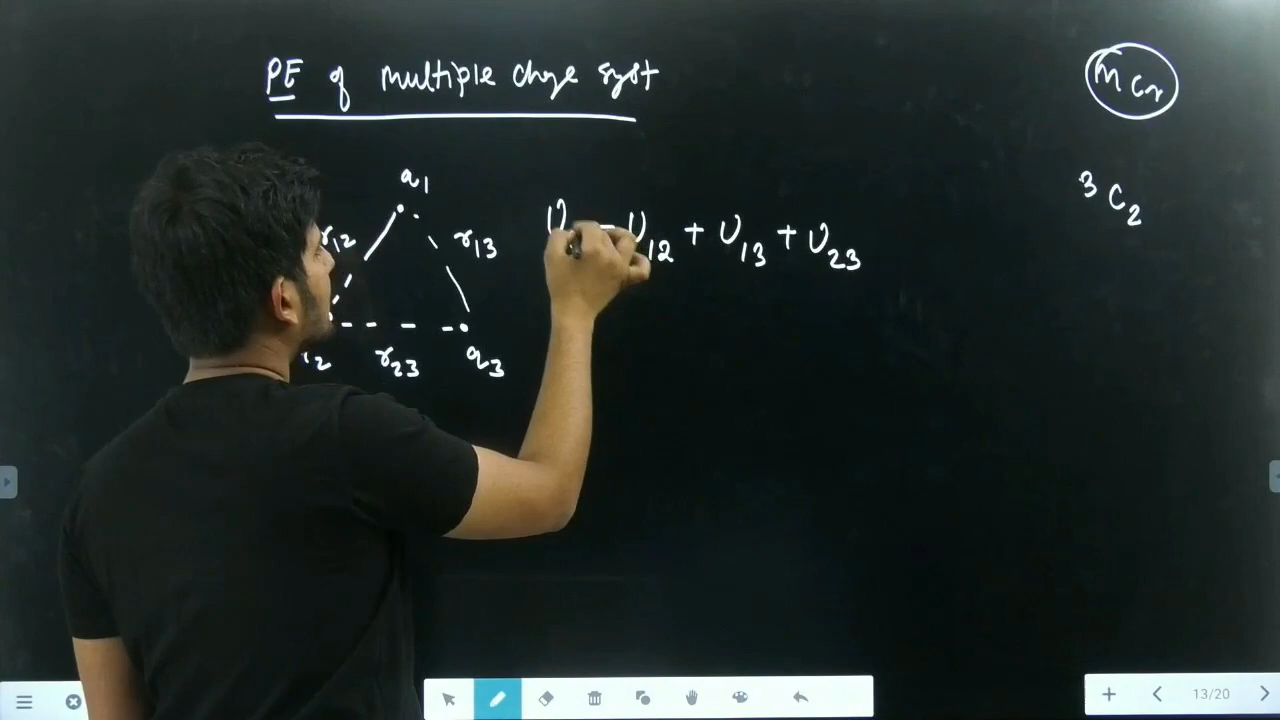 PE of multiple charge syst
nCr
³C₂
q₁
r₁₂
r₁₃
U = U₁₂ + U₁₃ + U₂₃
r₂₃
q₃
13/20